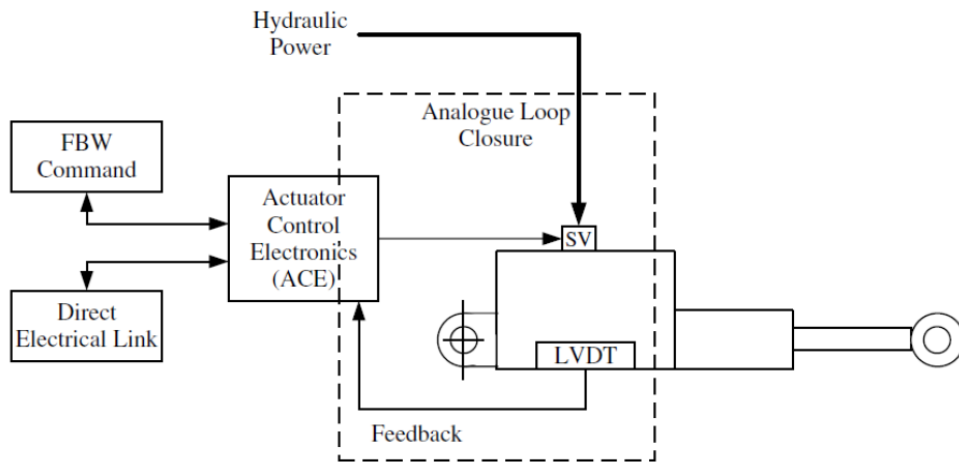 Hydraulic
Power
Analogue Loop
Closure
FBW
Command
Actuator
Control
Electronics
(ACE)
SV
Direct
Electrical Link
LVDT
Feedback